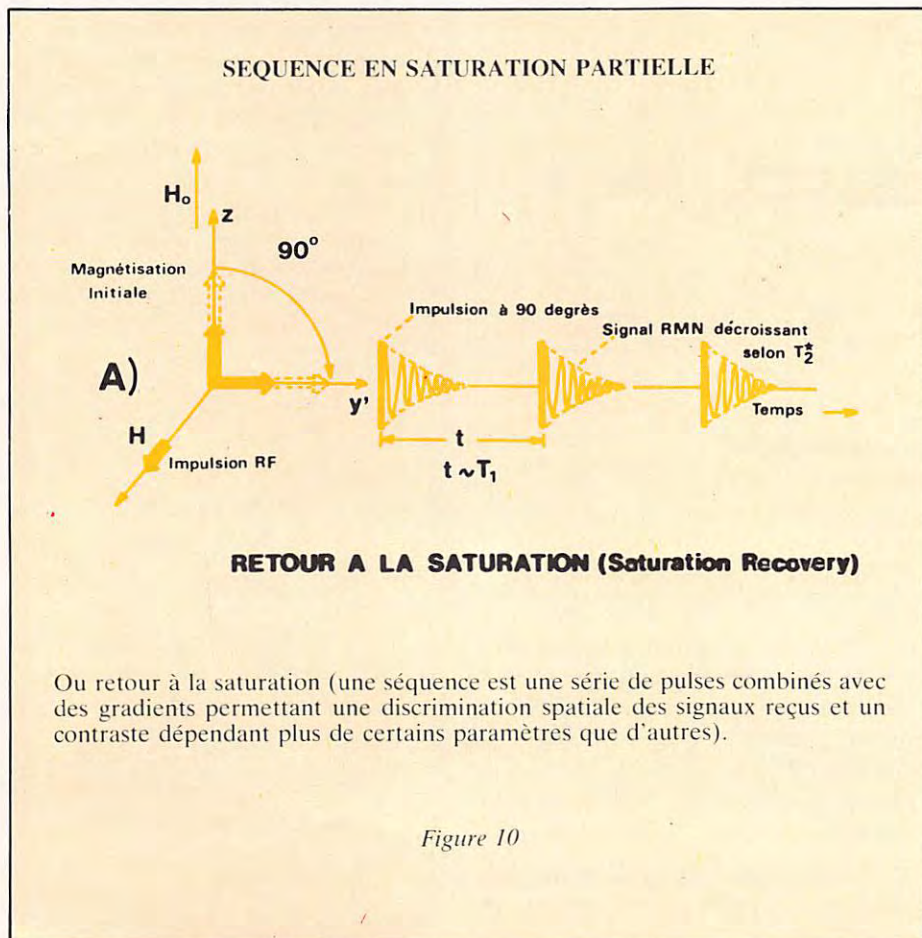 SEQUENCE EN SATURATION PARTIELLE
H₀
z
90°
Magnétisation
Initiale
Impulsion à 90 degrès
Signal RMN décroissant
selon T₂*
A)
y'
Temps
H
t
Impulsion RF
t ~ T₁
RETOUR A LA SATURATION (Saturation Recovery)
Ou retour à la saturation (une séquence est une série de pulses combinés avec
des gradients permettant une discrimination spatiale des signaux reçus et un
contraste dépendant plus de certains paramètres que d'autres).
Figure 10